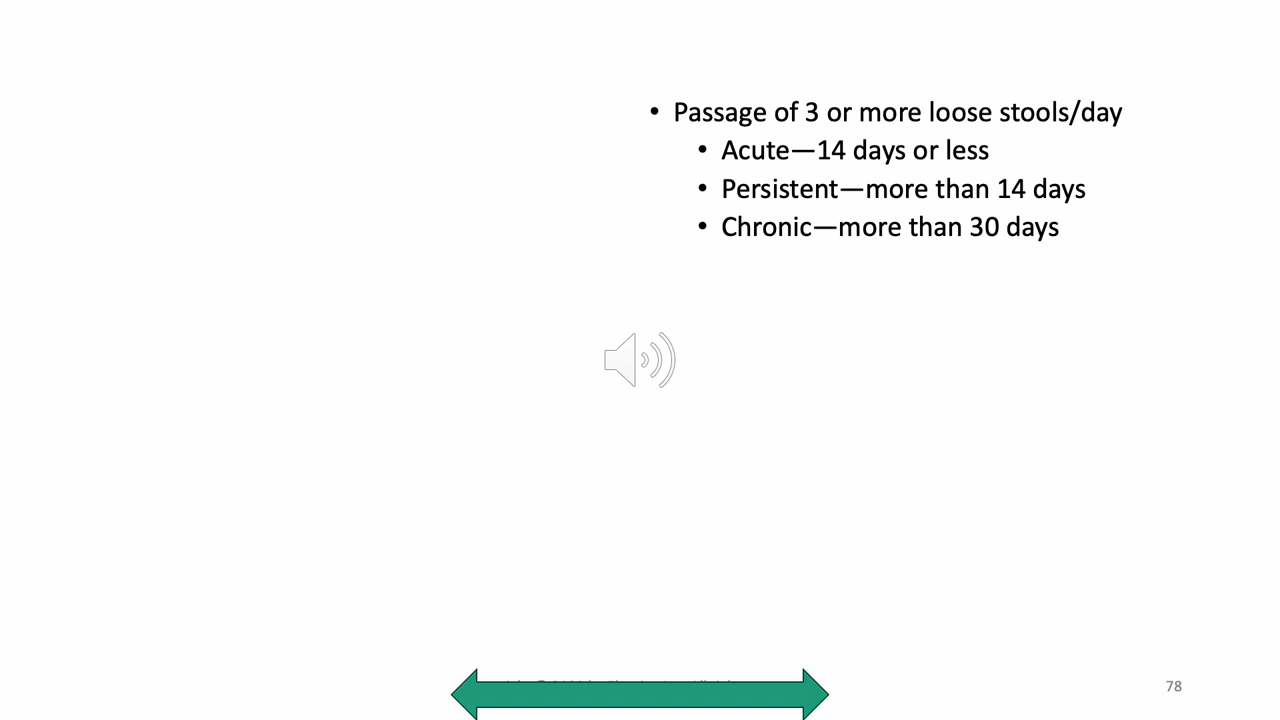 • Passage of 3 or more loose stools/day
• Acute—14 days or less
• Persistent—more than 14 days
• Chronic—more than 30 days
78